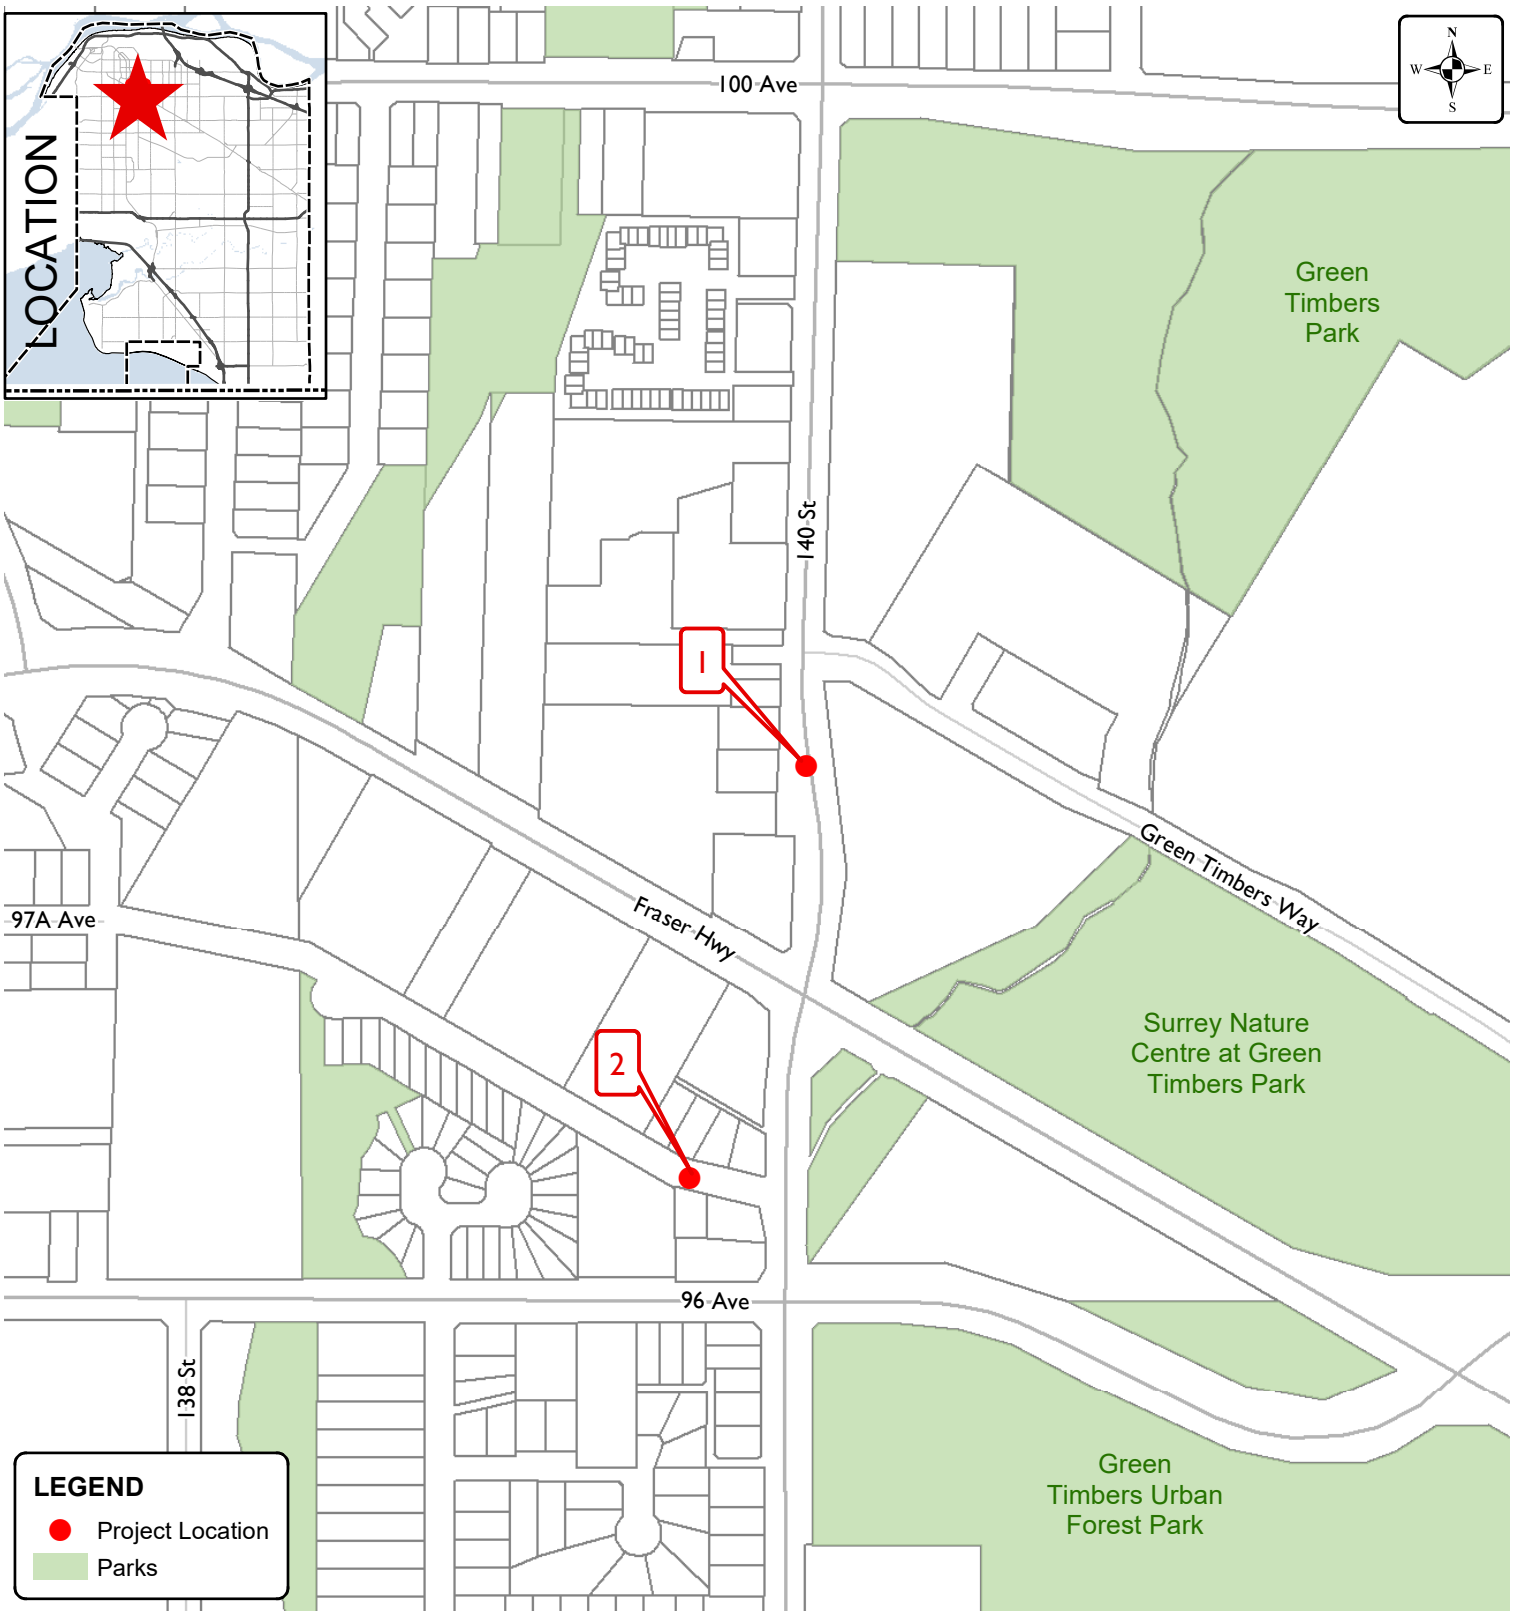 LOCATION
100 Ave
N
W E
S
Green
Timbers
Park
140 St
1
Green Timbers Way
97A Ave
Fraser Hwy
Surrey Nature
Centre at Green
Timbers Park
2
96 Ave
138 St
Green
Timbers Urban
Forest Park
LEGEND
Project Location
Parks